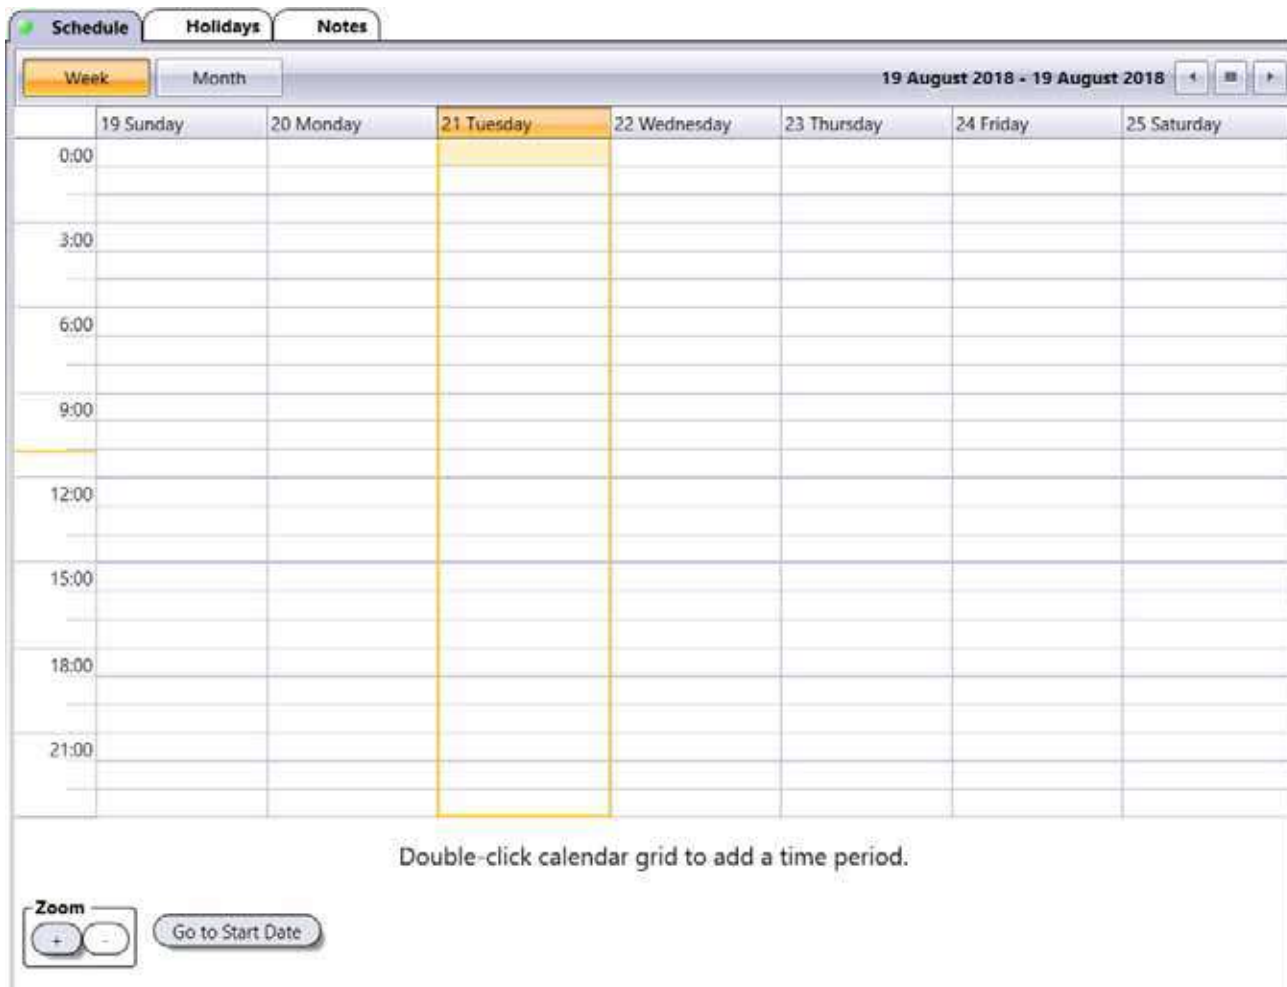 Schedule Holidays Notes
Week Month 19 August 2018 - 19 August 2018
19 Sunday 20 Monday 21 Tuesday 22 Wednesday 23 Thursday 24 Friday 25 Saturday
0:00
3:00
6:00
9:00
12:00
15:00
18:00
21:00
Double-click calendar grid to add a time period.
Zoom
+ - Go to Start Date